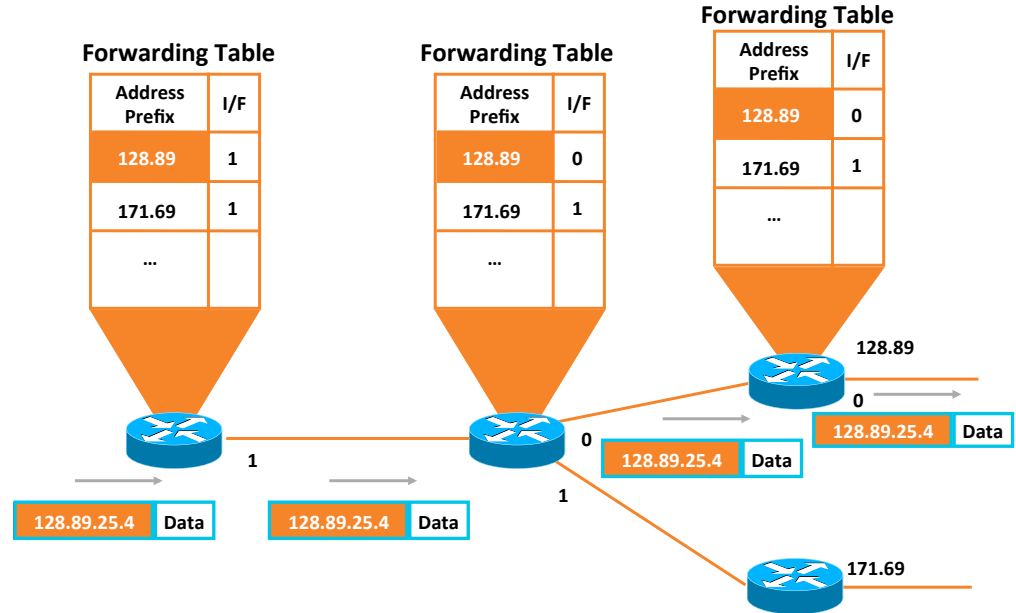 Forwarding Table
Address Prefix I/F
128.89 1
171.69 1
...
Forwarding Table
Address Prefix I/F
128.89 0
171.69 1
...
Forwarding Table
Address Prefix I/F
128.89 0
171.69 1
...
128.89
0
128.89.25.4 Data
0
128.89.25.4 Data
1
1
128.89.25.4 Data
128.89.25.4 Data
171.69